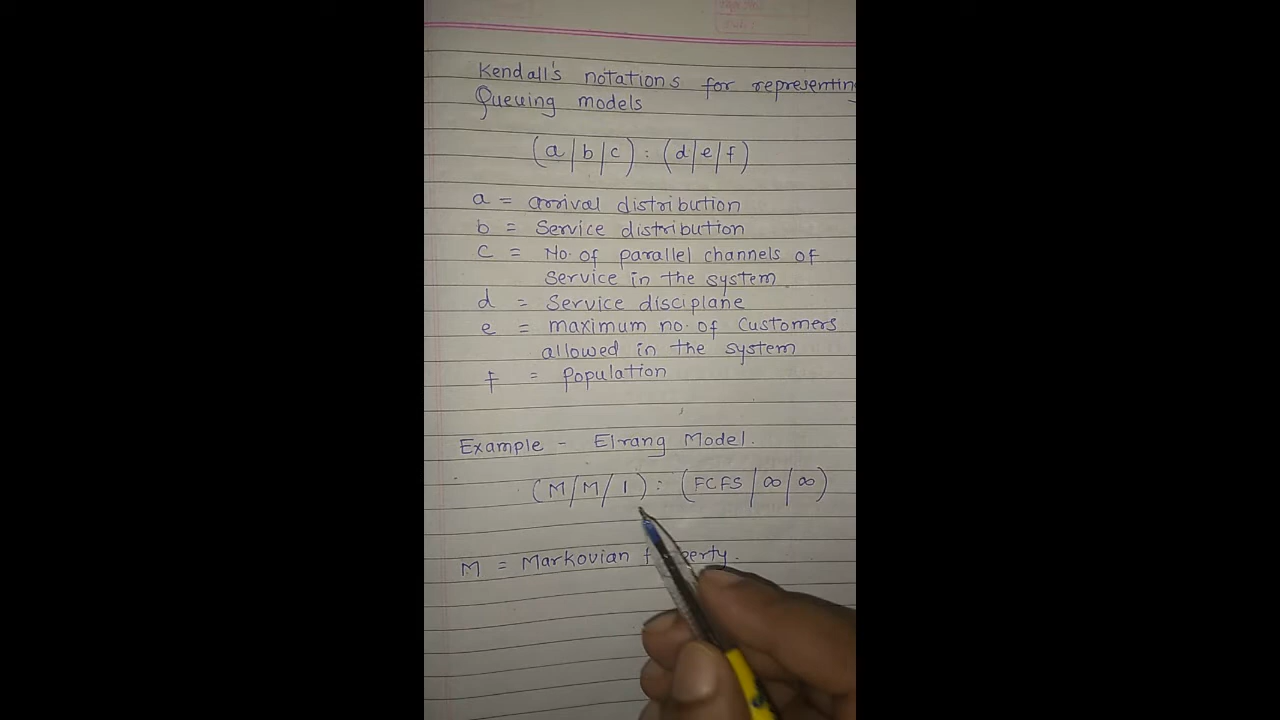 Kendall's notations for representing
Queuing models
(a/b/c) : (d/e/f)
a = arrival distribution
b = Service distribution
c = No. of parallel channels of
Service in the system
d = Service disciplane
e = maximum no. of Customers
allowed in the system
f = population
Example - Elrang Model.
(M/M/1) : (FCFS/∞/∞)
M = Markovian